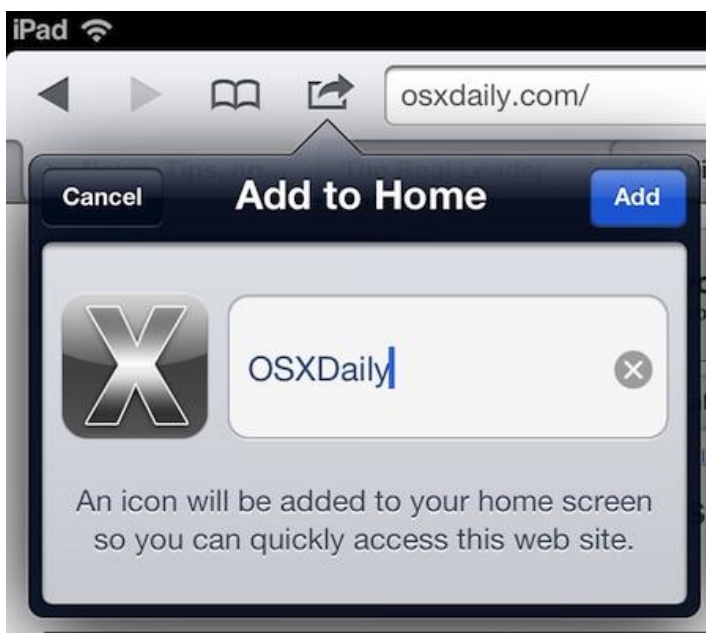 iPad
osxdaily.com/
Cancel
Add to Home
Add
X
OSXDaily
An icon will be added to your home screen
so you can quickly access this web site.